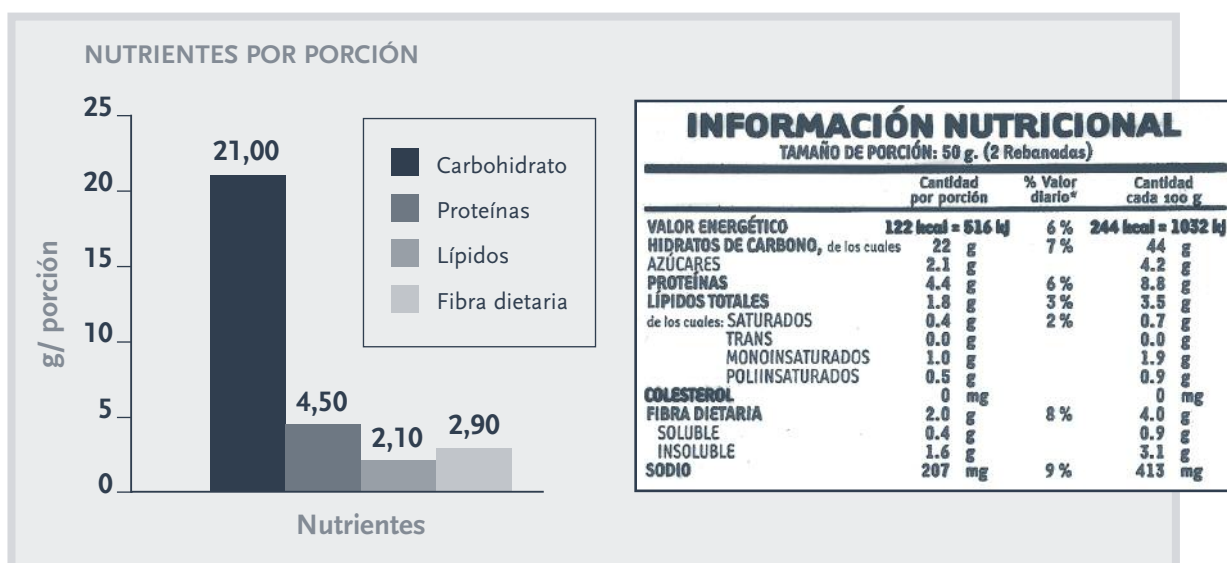 NUTRIENTES POR PORCIÓN
g/ porción
25
20
15
10
5
0
21,00
4,50
2,10
2,90
Nutrientes
Carbohidrato
Proteínas
Lípidos
Fibra dietaria
INFORMACIÓN NUTRICIONAL
TAMAÑO DE PORCIÓN: 50 g. (2 Rebanadas)
Cantidad por porción % Valor diario* Cantidad cada 100 g
VALOR ENERGÉTICO 122 kcal = 516 kJ 6 % 244 kcal = 1032 kJ
HIDRATOS DE CARBONO, de los cuales 22 g 7 % 44 g
AZÚCARES 2.1 g 4.2 g
PROTEÍNAS 4.4 g 6 % 8.8 g
LÍPIDOS TOTALES 1.8 g 3 % 3.5 g
de los cuales: SATURADOS 0.4 g 2 % 0.7 g
TRANS 0.0 g 0.0 g
MONOINSATURADOS 1.0 g 1.9 g
POLIINSATURADOS 0.5 g 0.9 g
COLESTEROL 0 mg 0 mg
FIBRA DIETARIA 2.0 g 8 % 4.0 g
SOLUBLE 0.4 g 0.9 g
INSOLUBLE 1.6 g 3.1 g
SODIO 207 mg 9 % 413 mg